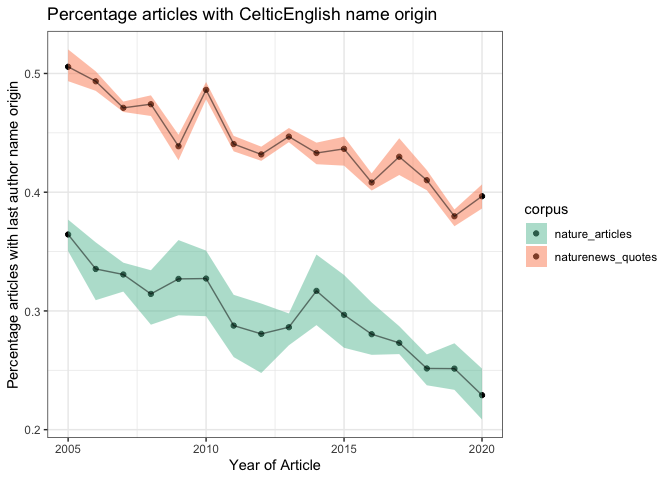 Percentage articles with CelticEnglish name origin
Percentage articles with last author name origin
0.5
0.4
0.3
0.2
2005
2010
2015
2020
Year of Article
corpus
nature_articles
naturenews_quotes